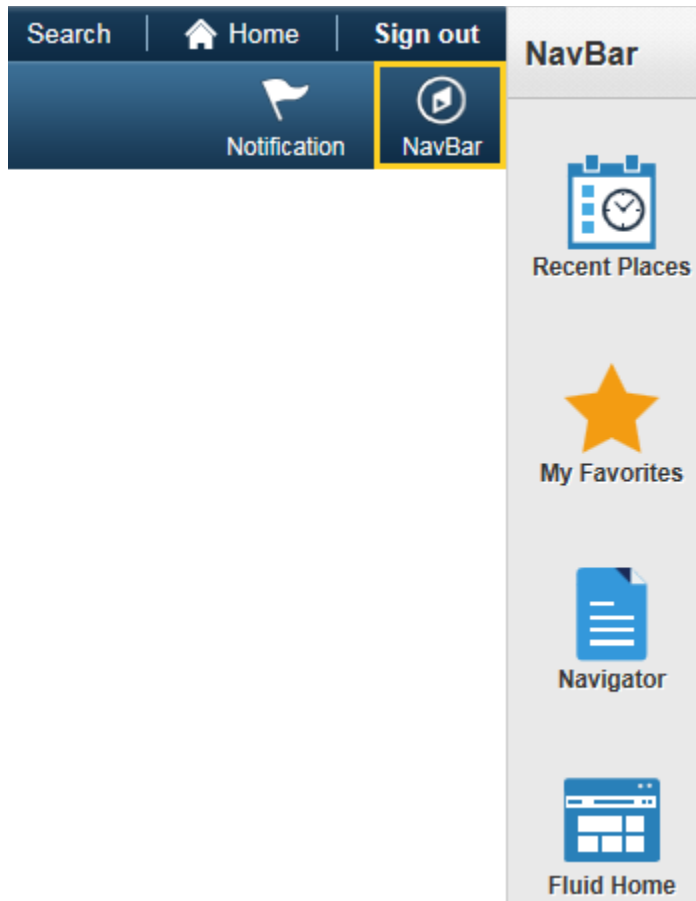 Search | Home | Sign out
Notification NavBar
NavBar
Recent Places
My Favorites
Navigator
Fluid Home